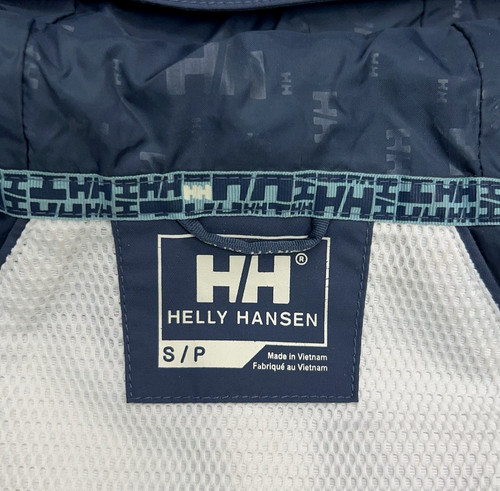 HH®
HELLY HANSEN
S/P
Made in Vietnam
Fabriqué au Vietnam